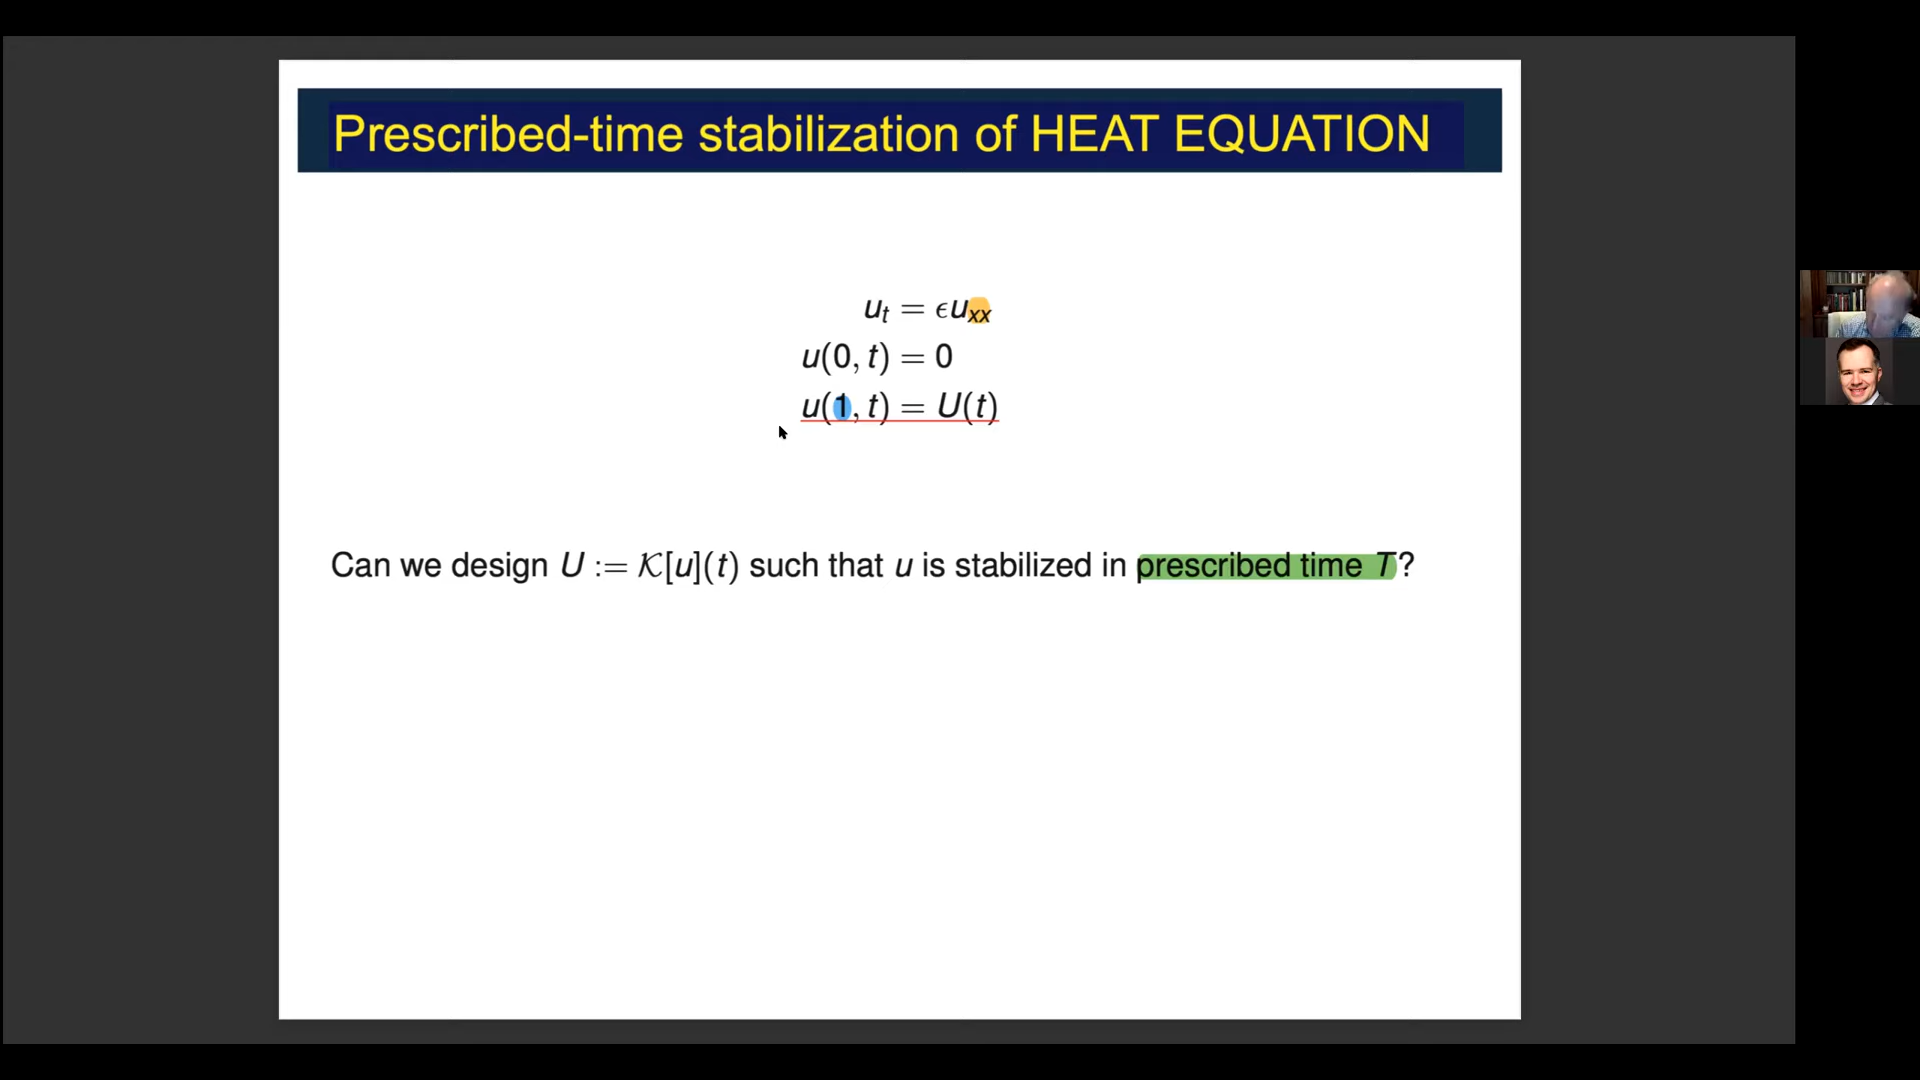 Prescribed-time stabilization of HEAT EQUATION
u_t = ϵu_xx
u(0, t) = 0
u(1, t) = U(t)
Can we design U := 𝒦[u](t) such that u is stabilized in prescribed time T?